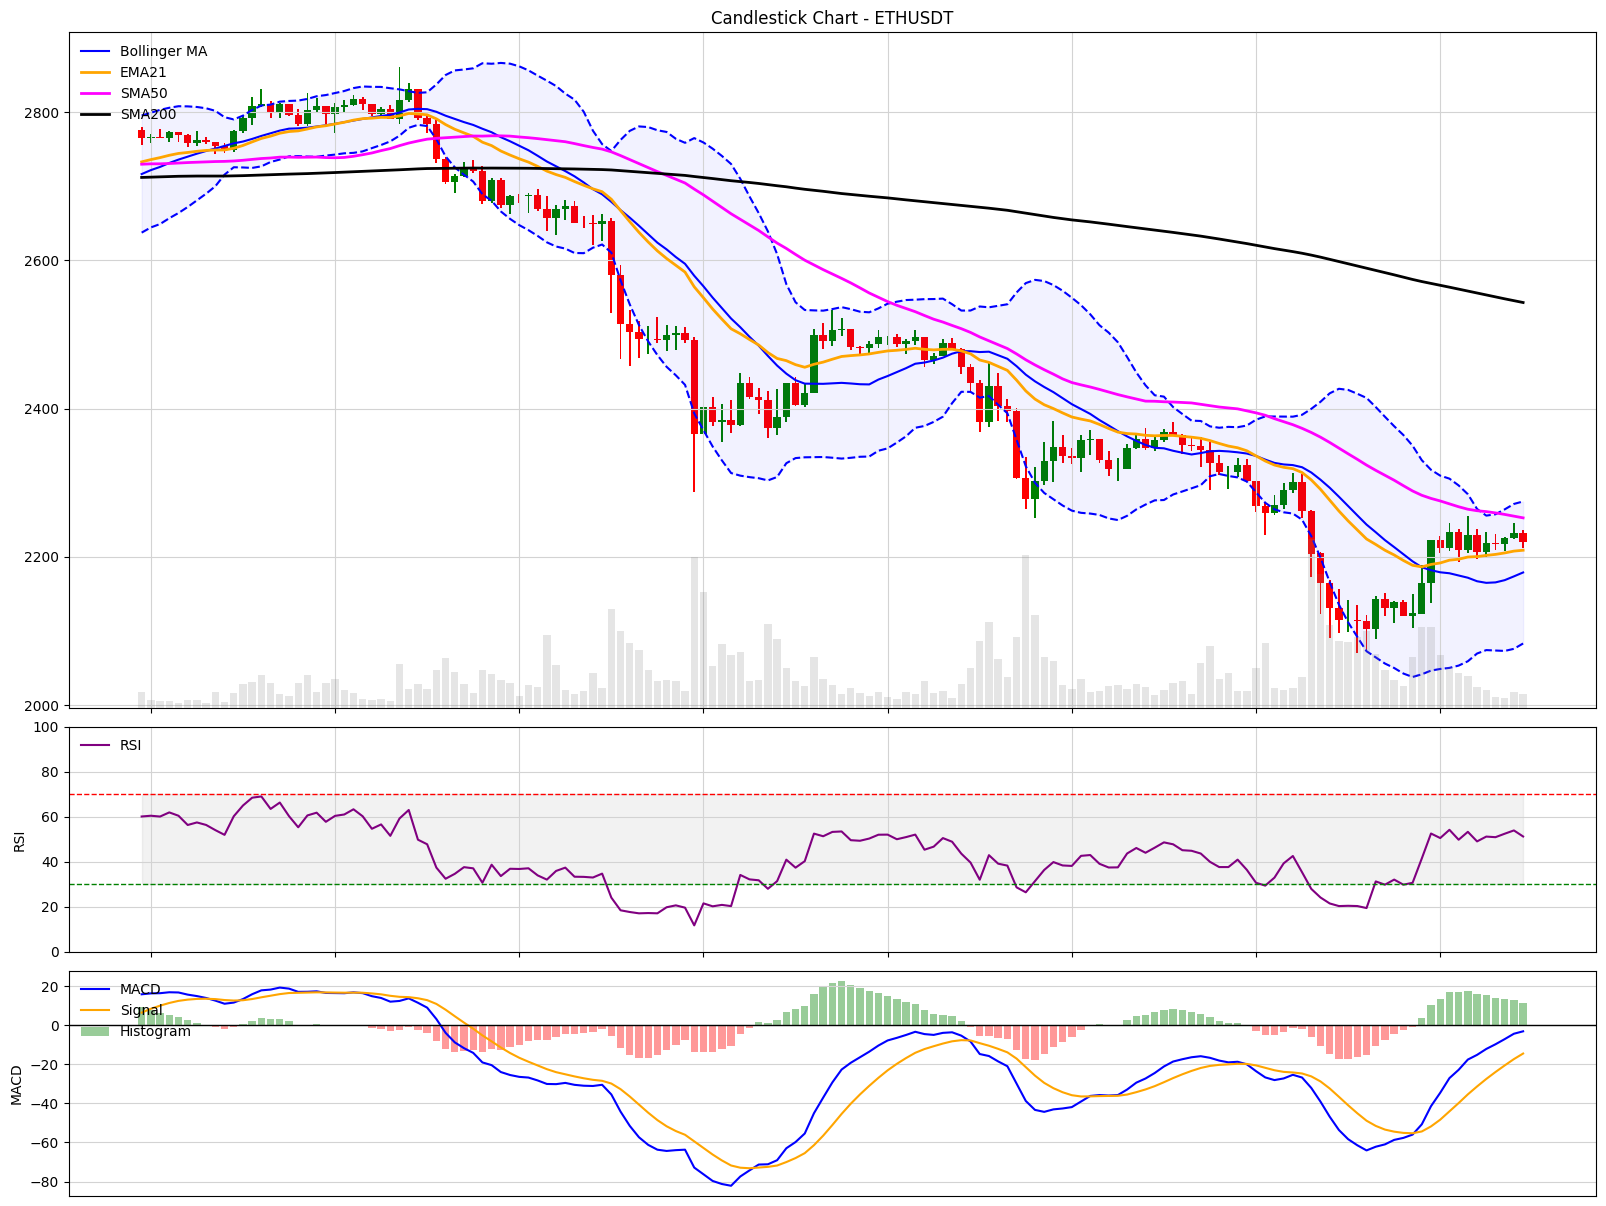 Candlestick Chart - ETHUSDT
Bollinger MA
EMA21
SMA50
SMA200
2800
2600
2400
2200
2000
RSI
100
80
60
40
20
0
RSI
MACD
Signal
Histogram
20
0
−20
−40
−60
−80
MACD